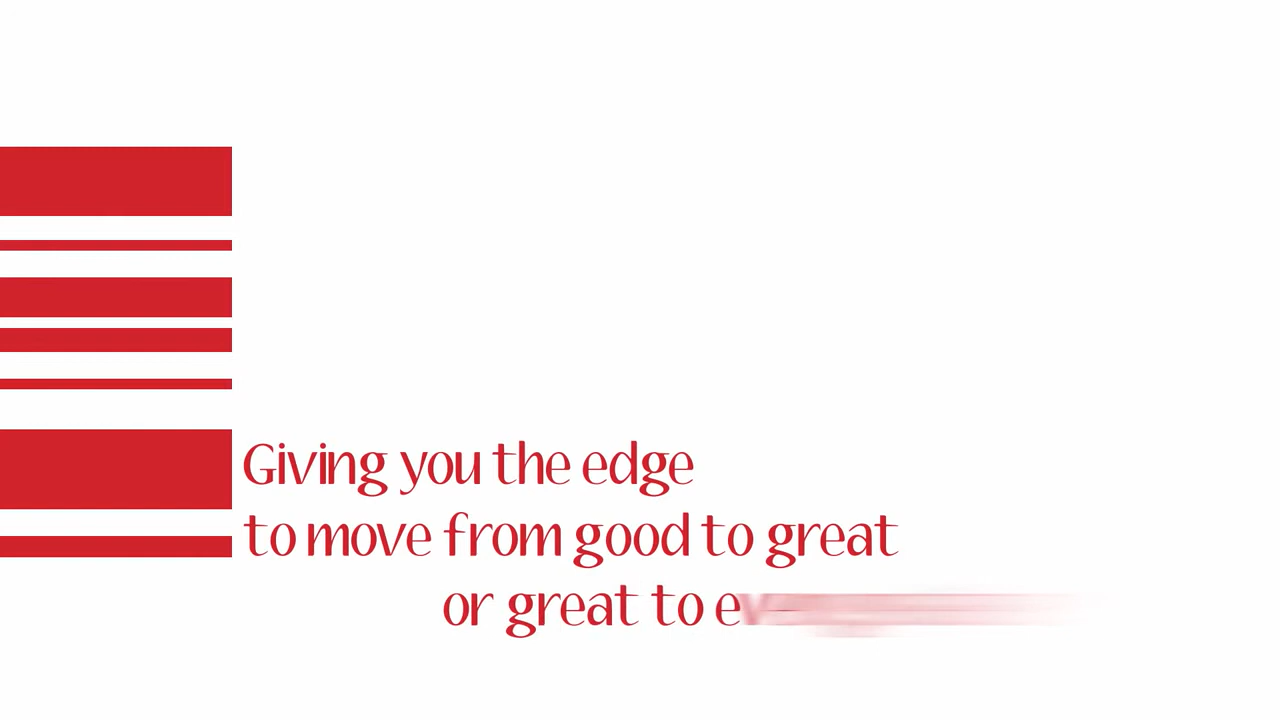 Giving you the edge
to move from good to great
or great to